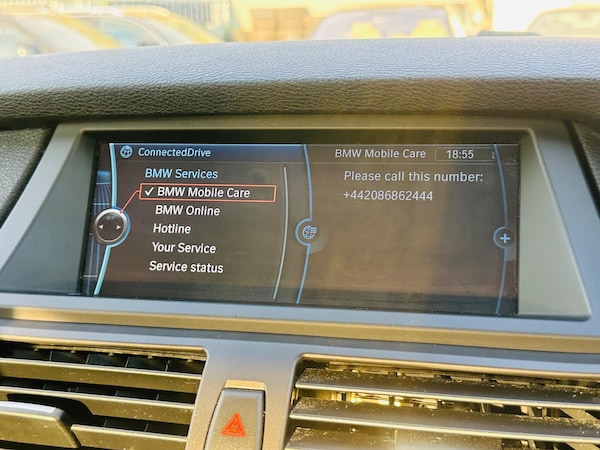 ConnectedDrive
BMW Mobile Care 18:55
BMW Services
✓ BMW Mobile Care
BMW Online
Hotline
Your Service
Service status
Please call this number:
+442086862444